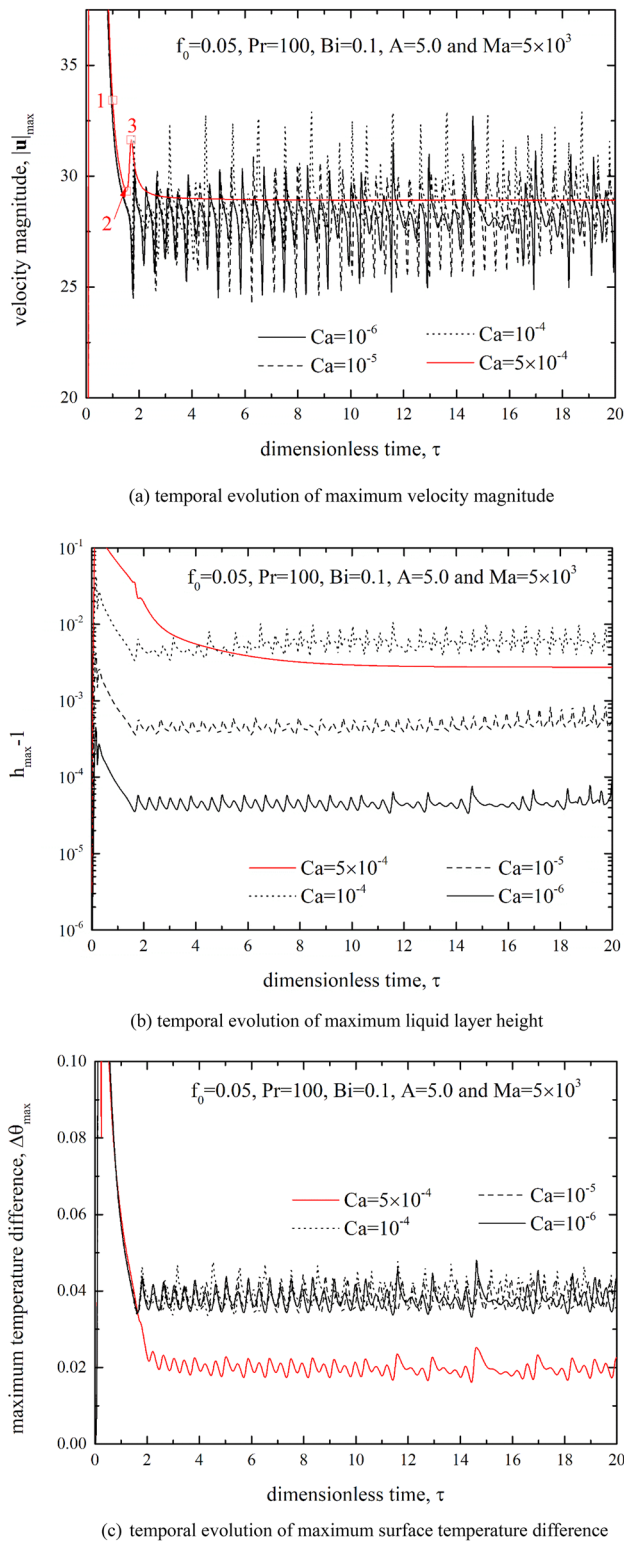 f₀=0.05, Pr=100, Bi=0.1, A=5.0 and Ma=5×10³
velocity magnitude, |u|max
35
30
25
20
1
2
3
Ca=10⁻⁶
Ca=10⁻⁴
Ca=10⁻⁵
Ca=5×10⁻⁴
0 2 4 6 8 10 12 14 16 18 20
dimensionless time, τ
(a) temporal evolution of maximum velocity magnitude
f₀=0.05, Pr=100, Bi=0.1, A=5.0 and Ma=5×10³
hmax-1
10⁻¹
10⁻²
10⁻³
10⁻⁴
10⁻⁵
10⁻⁶
Ca=5×10⁻⁴
Ca=10⁻⁵
Ca=10⁻⁴
Ca=10⁻⁶
0 2 4 6 8 10 12 14 16 18 20
dimensionless time, τ
(b) temporal evolution of maximum liquid layer height
f₀=0.05, Pr=100, Bi=0.1, A=5.0 and Ma=5×10³
maximum temperature difference, Δθmax
0.10
0.08
0.06
0.04
0.02
0.00
Ca=5×10⁻⁴
Ca=10⁻⁵
Ca=10⁻⁴
Ca=10⁻⁶
0 2 4 6 8 10 12 14 16 18 20
dimensionless time, τ
(c) temporal evolution of maximum surface temperature difference